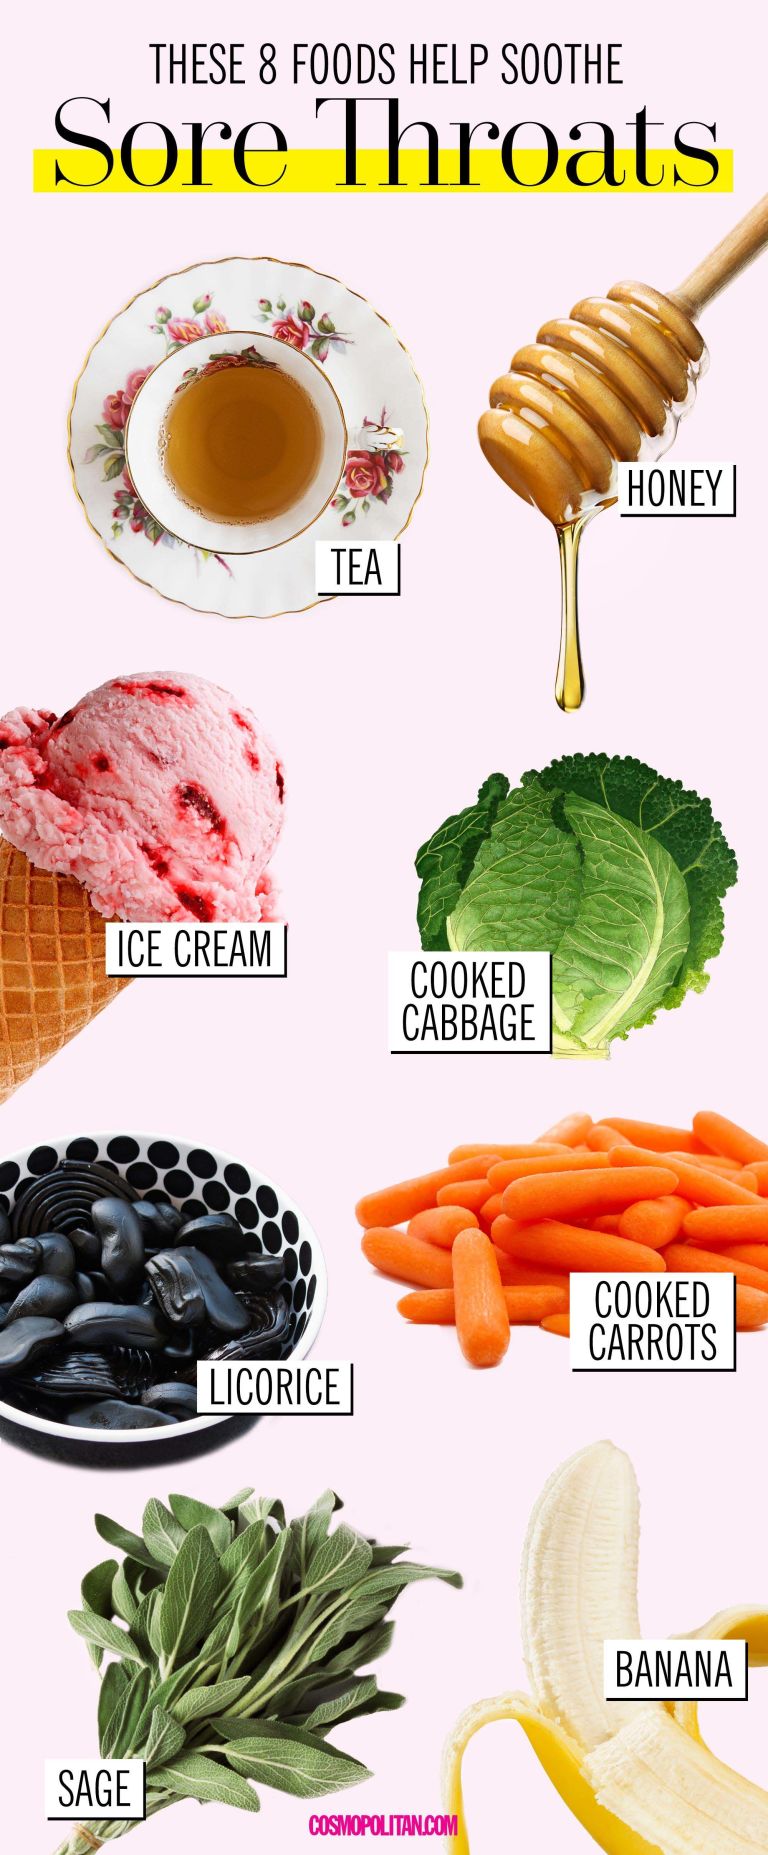 THESE 8 FOODS HELP SOOTHE
Sore Throats
TEA
HONEY
ICE CREAM
COOKED
CABBAGE
LICORICE
COOKED
CARROTS
SAGE
BANANA
COSMOPOLITAN.COM